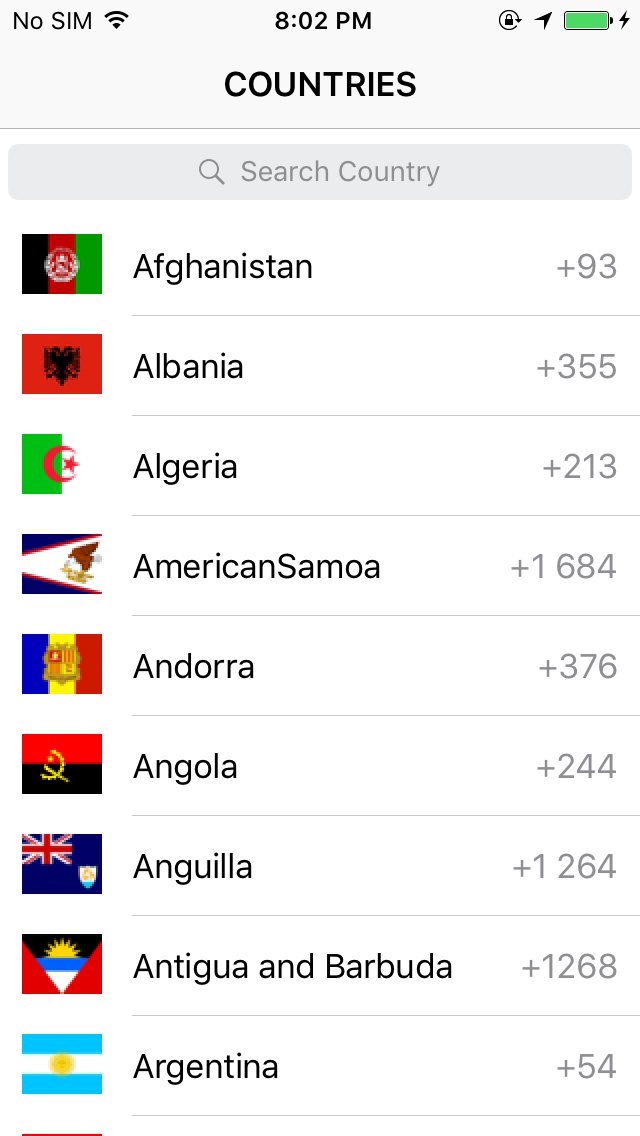 No SIM 8:02 PM
COUNTRIES
Search Country
Afghanistan +93
Albania +355
Algeria +213
AmericanSamoa +1 684
Andorra +376
Angola +244
Anguilla +1 264
Antigua and Barbuda +1268
Argentina +54